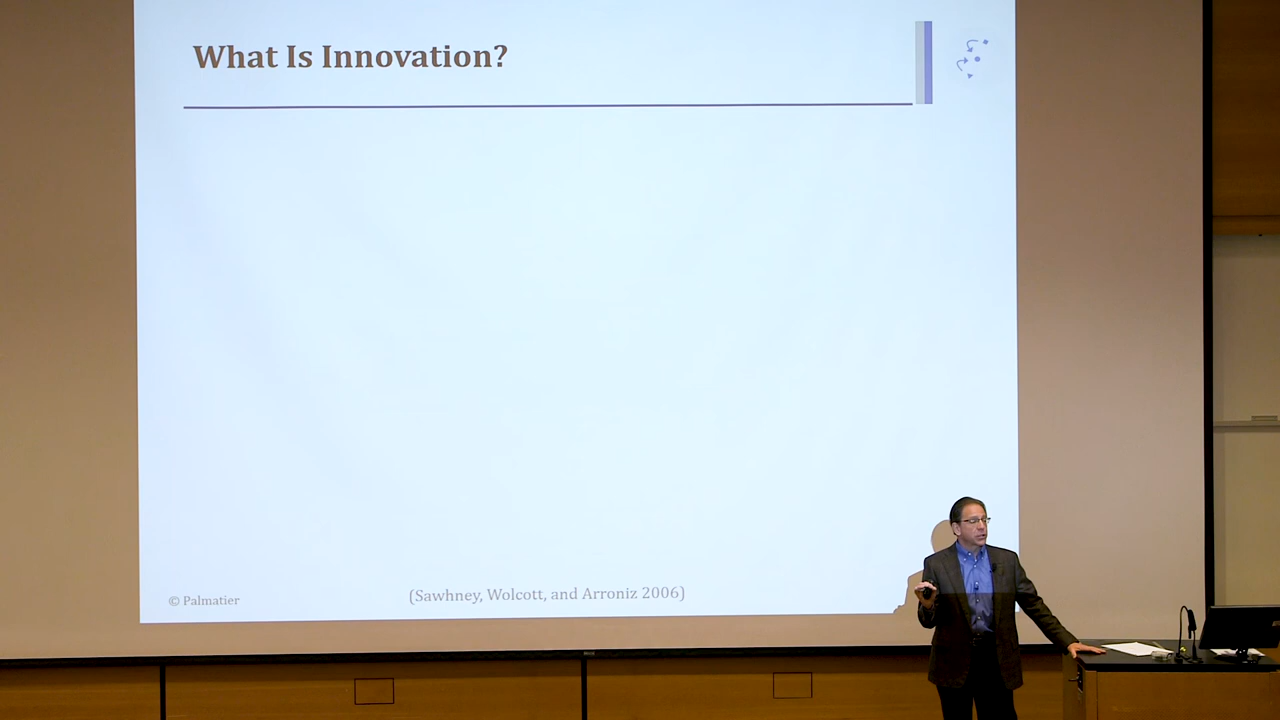 What Is Innovation?
© Palmatier
(Sawhney, Wolcott, and Arroniz 2006)